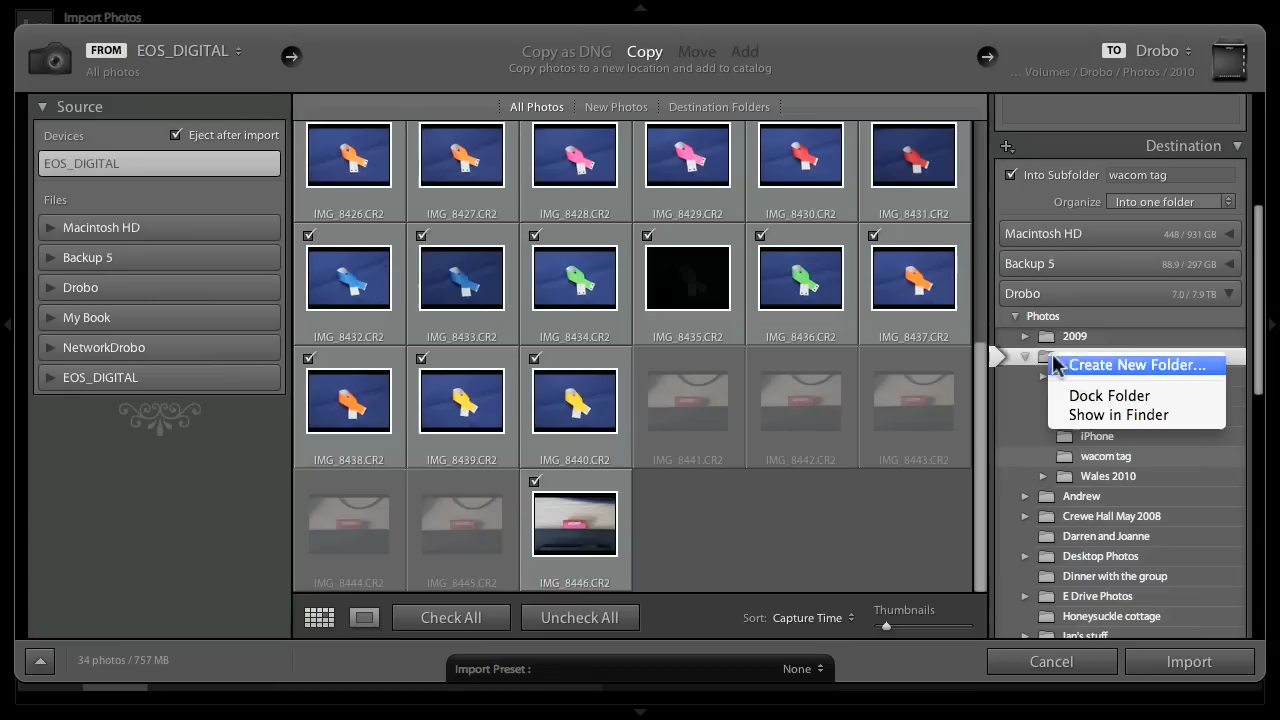 Import Photos
FROM EOS_DIGITAL
All photos
Copy as DNG Copy Move Add
Copy photos to a new location and add to catalog
TO Drobo
... Volumes / Drobo / Photos / 2010
Source
Devices Eject after import
EOS_DIGITAL
Files
Macintosh HD
Backup 5
Drobo
My Book
NetworkDrobo
EOS_DIGITAL
All Photos New Photos Destination Folders
IMG_8426.CR2 IMG_8427.CR2 IMG_8428.CR2 IMG_8429.CR2 IMG_8430.CR2 IMG_8431.CR2
IMG_8432.CR2 IMG_8433.CR2 IMG_8434.CR2 IMG_8435.CR2 IMG_8436.CR2 IMG_8437.CR2
IMG_8438.CR2 IMG_8439.CR2 IMG_8440.CR2 IMG_8441.CR2 IMG_8442.CR2 IMG_8443.CR2
IMG_8444.CR2 IMG_8445.CR2 IMG_8446.CR2
Check All Uncheck All Sort: Capture Time Thumbnails
Destination
Into Subfolder wacom tag
Organize Into one folder
Macintosh HD 448 / 931 GB
Backup 5 88.9 / 297 GB
Drobo 7.0 / 7.9 TB
Photos
2009
Create New Folder...
Dock Folder
Show in Finder
iPhone
wacom tag
Wales 2010
Andrew
Crewe Hall May 2008
Darren and Joanne
Desktop Photos
Dinner with the group
E Drive Photos
Honeysuckle cottage
Ian's stuff
34 photos / 757 MB
Import Preset : None
Cancel Import